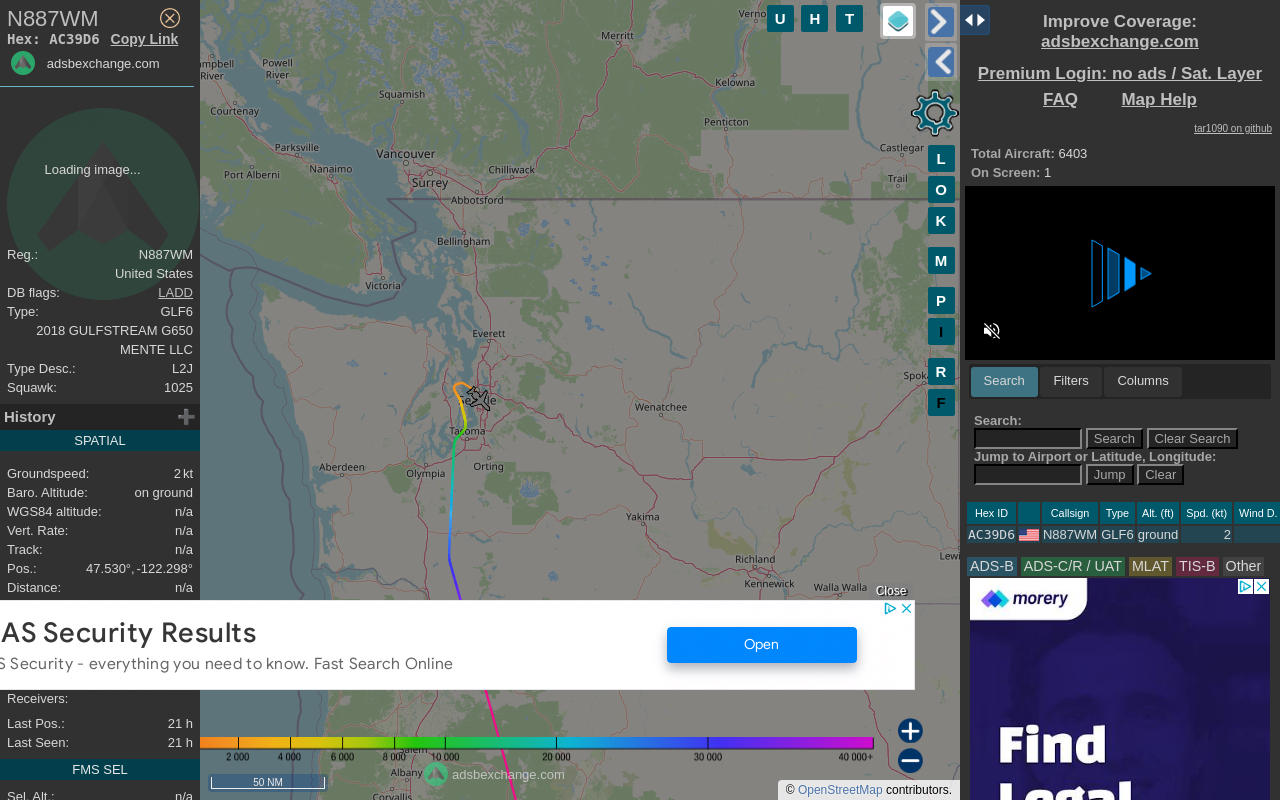 N887WM
Hex: AC39D6 Copy Link
adsbexchange.com
Loading image...
Reg.: N887WM
United States
DB flags: LADD
Type: GLF6
2018 GULFSTREAM G650
MENTE LLC
Type Desc.: L2J
Squawk: 1025
History
SPATIAL
Groundspeed: 2 kt
Baro. Altitude: on ground
WGS84 altitude: n/a
Vert. Rate: n/a
Track: n/a
Pos.: 47.530°, -122.298°
Distance: n/a
Receivers:
Last Pos.: 21 h
Last Seen: 21 h
FMS SEL
Sel. Alt.: n/a
U H T
L
O
K
M
P
I
R
F
Merritt
Powell
River
River
Squamish
Kelowna
Courtenay
Penticton
Parksville
Vancouver
Castlegar
Nanaimo
Chilliwack
Port Alberni
Surrey
Trail
Abbotsford
Bellingham
Victoria
Everett
Wenatchee
Tacoma
Aberdeen
Olympia
Orting
Yakima
Richland
Kennewick
Walla Walla
Albany
Corvallis
Close
AS Security Results
S Security - everything you need to know. Fast Search Online
Open
2 000 4 000 6 000 8 000 10 000 20 000 30 000 40 000+
adsbexchange.com
50 NM
© OpenStreetMap contributors.
Improve Coverage:
adsbexchange.com
Premium Login: no ads / Sat. Layer
FAQ Map Help
tar1090 on github
Total Aircraft: 6403
On Screen: 1
Search Filters Columns
Search:
Search Clear Search
Jump to Airport or Latitude, Longitude:
Jump Clear
Hex ID Callsign Type Alt. (ft) Spd. (kt) Wind D.
AC39D6 N887WM GLF6 ground 2
ADS-B ADS-C/R / UAT MLAT TIS-B Other
morery
Find
Legal